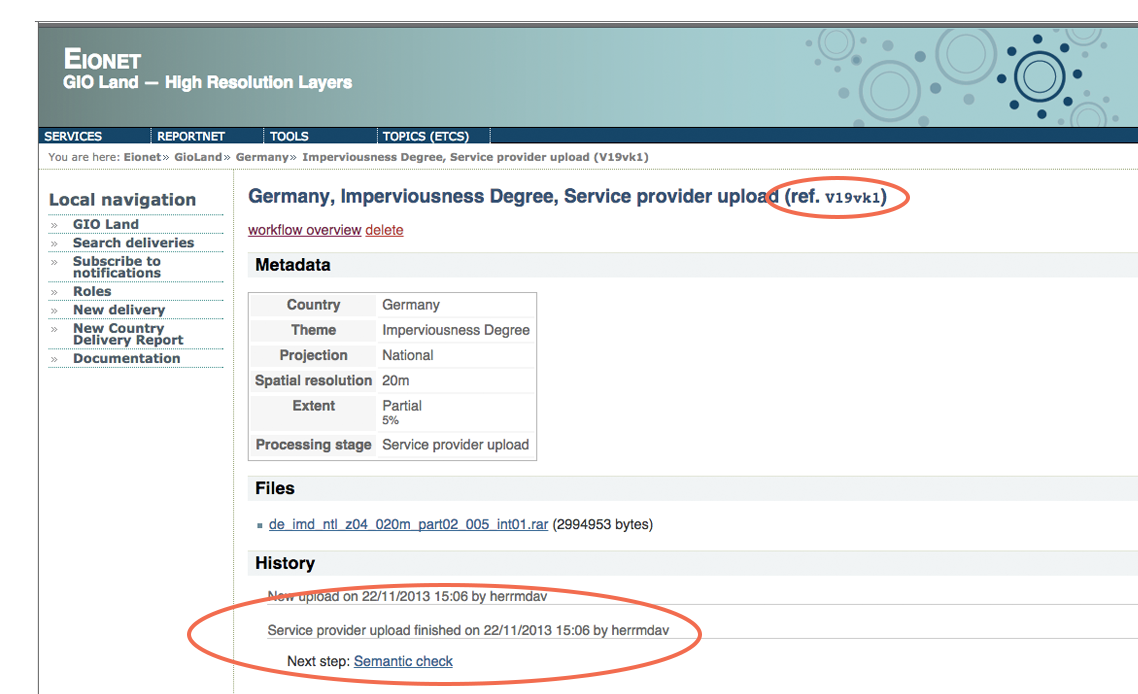 EIONET
GIO Land — High Resolution Layers
SERVICES REPORTNET TOOLS TOPICS (ETCS)
You are here: Eionet» GioLand» Germany» Imperviousness Degree, Service provider upload (V19vk1)
Local navigation
» GIO Land
» Search deliveries
» Subscribe to
notifications
» Roles
» New delivery
» New Country
Delivery Report
» Documentation
Germany, Imperviousness Degree, Service provider upload (ref. V19vk1)
workflow overview delete
Metadata
Country Germany
Theme Imperviousness Degree
Projection National
Spatial resolution 20m
Extent Partial
5%
Processing stage Service provider upload
Files
de_imd_ntl_z04_020m_part02_005_int01.rar (2994953 bytes)
History
New upload on 22/11/2013 15:06 by herrmdav
Service provider upload finished on 22/11/2013 15:06 by herrmdav
Next step: Semantic check